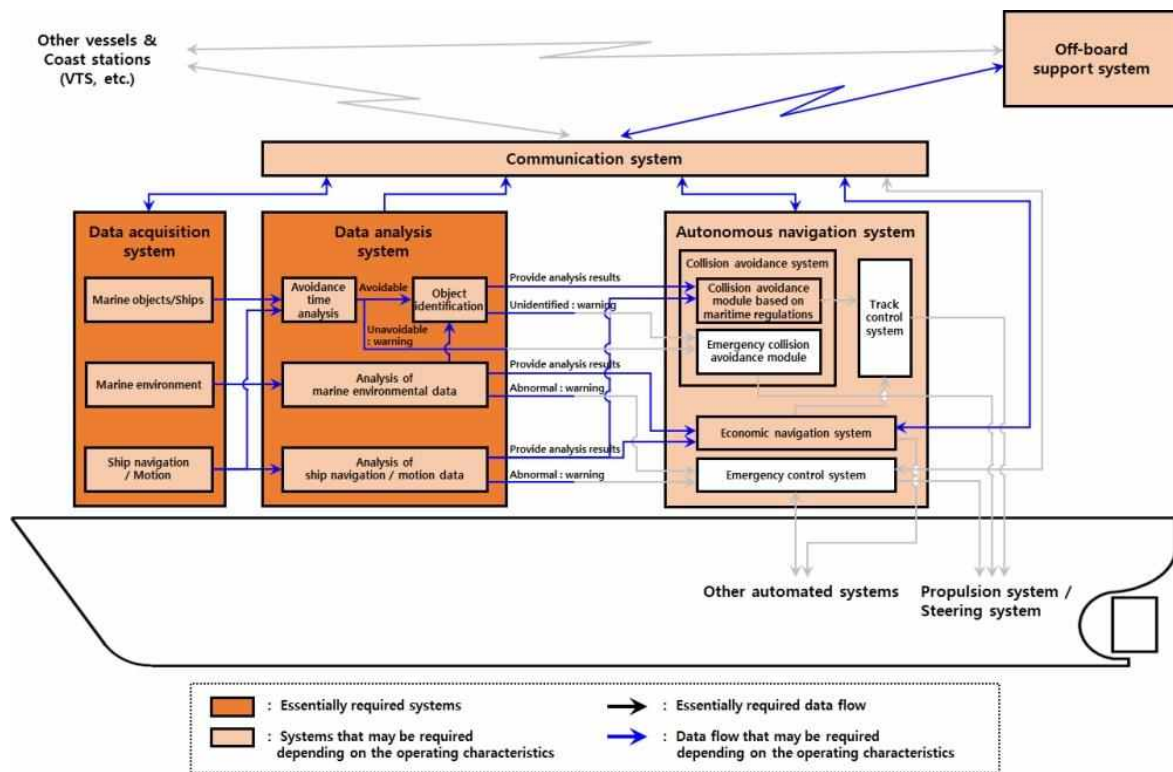 Other vessels &
Coast stations
(VTS, etc.)
Off-board
support system
Communication system
Data acquisition
system
Marine objects/Ships
Marine environment
Ship navigation
/ Motion
Data analysis
system
Avoidance
time
analysis
Avoidable
Object
identification
Unavoidable
: warning
Analysis of
marine environmental data
Analysis of
ship navigation / motion data
Provide analysis results
Unidentified : warning
Provide analysis results
Abnormal : warning
Provide analysis results
Abnormal : warning
Autonomous navigation system
Collision avoidance system
Collision avoidance
module based on
maritime regulations
Emergency collision
avoidance module
Track
control
system
Economic navigation system
Emergency control system
Other automated systems
Propulsion system /
Steering system
: Essentially required systems
: Essentially required data flow
: Systems that may be required
depending on the operating characteristics
: Data flow that may be required
depending on the operating characteristics